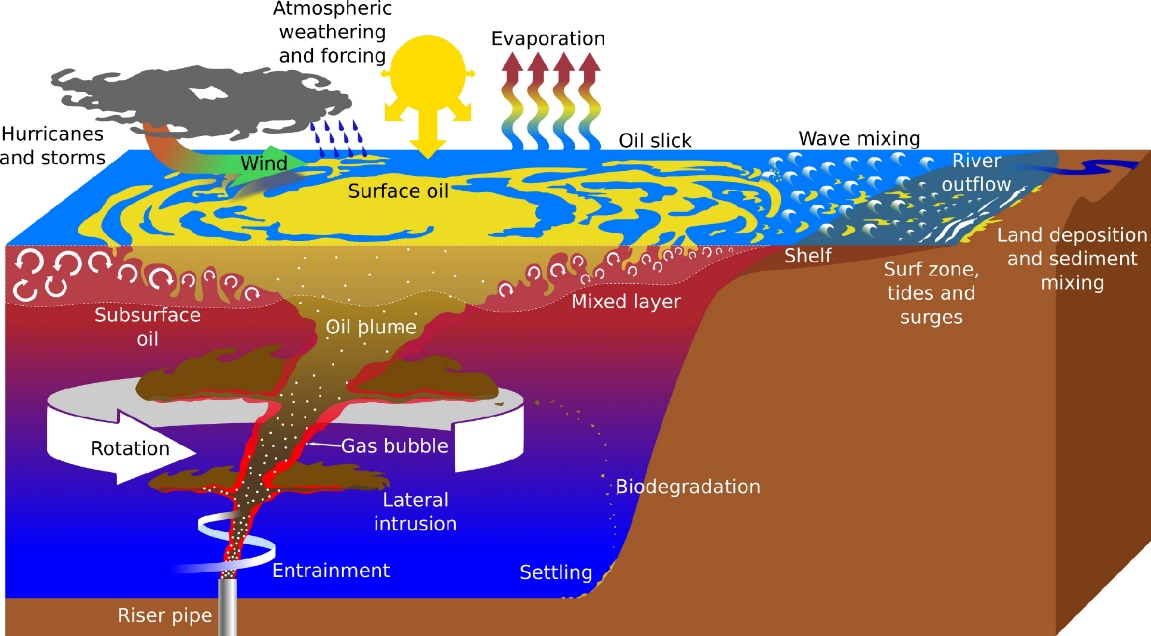 Atmospheric
weathering
and forcing
Evaporation
Hurricanes
and storms
Wind
Oil slick
Wave mixing
River
outflow
Surface oil
Land deposition
and sediment
mixing
Shelf
Surf zone,
tides and
surges
Mixed layer
Subsurface
oil
Oil plume
Rotation
Gas bubble
Biodegradation
Lateral
intrusion
Entrainment
Settling
Riser pipe